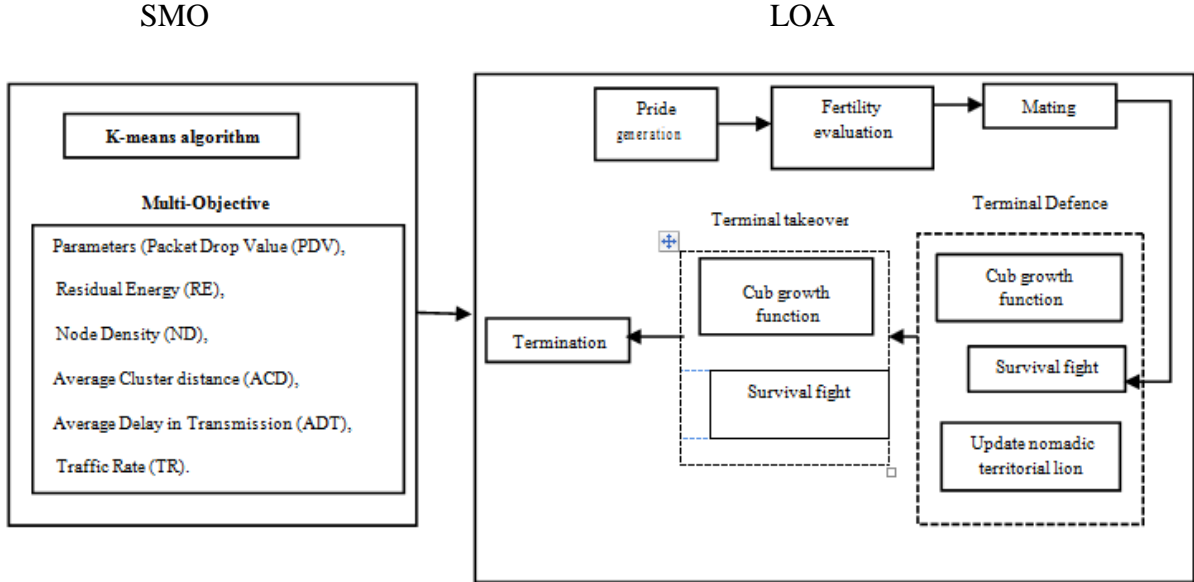 SMO
LOA
K-means algorithm
Multi-Objective
Parameters (Packet Drop Value (PDV),
Residual Energy (RE),
Node Density (ND),
Average Cluster distance (ACD),
Average Delay in Transmission (ADT),
Traffic Rate (TR).
Pride
generation
Fertility
evaluation
Mating
Terminal Defence
Cub growth
function
Survival fight
Update nomadic
territorial lion
Terminal takeover
Cub growth
function
Survival fight
Termination